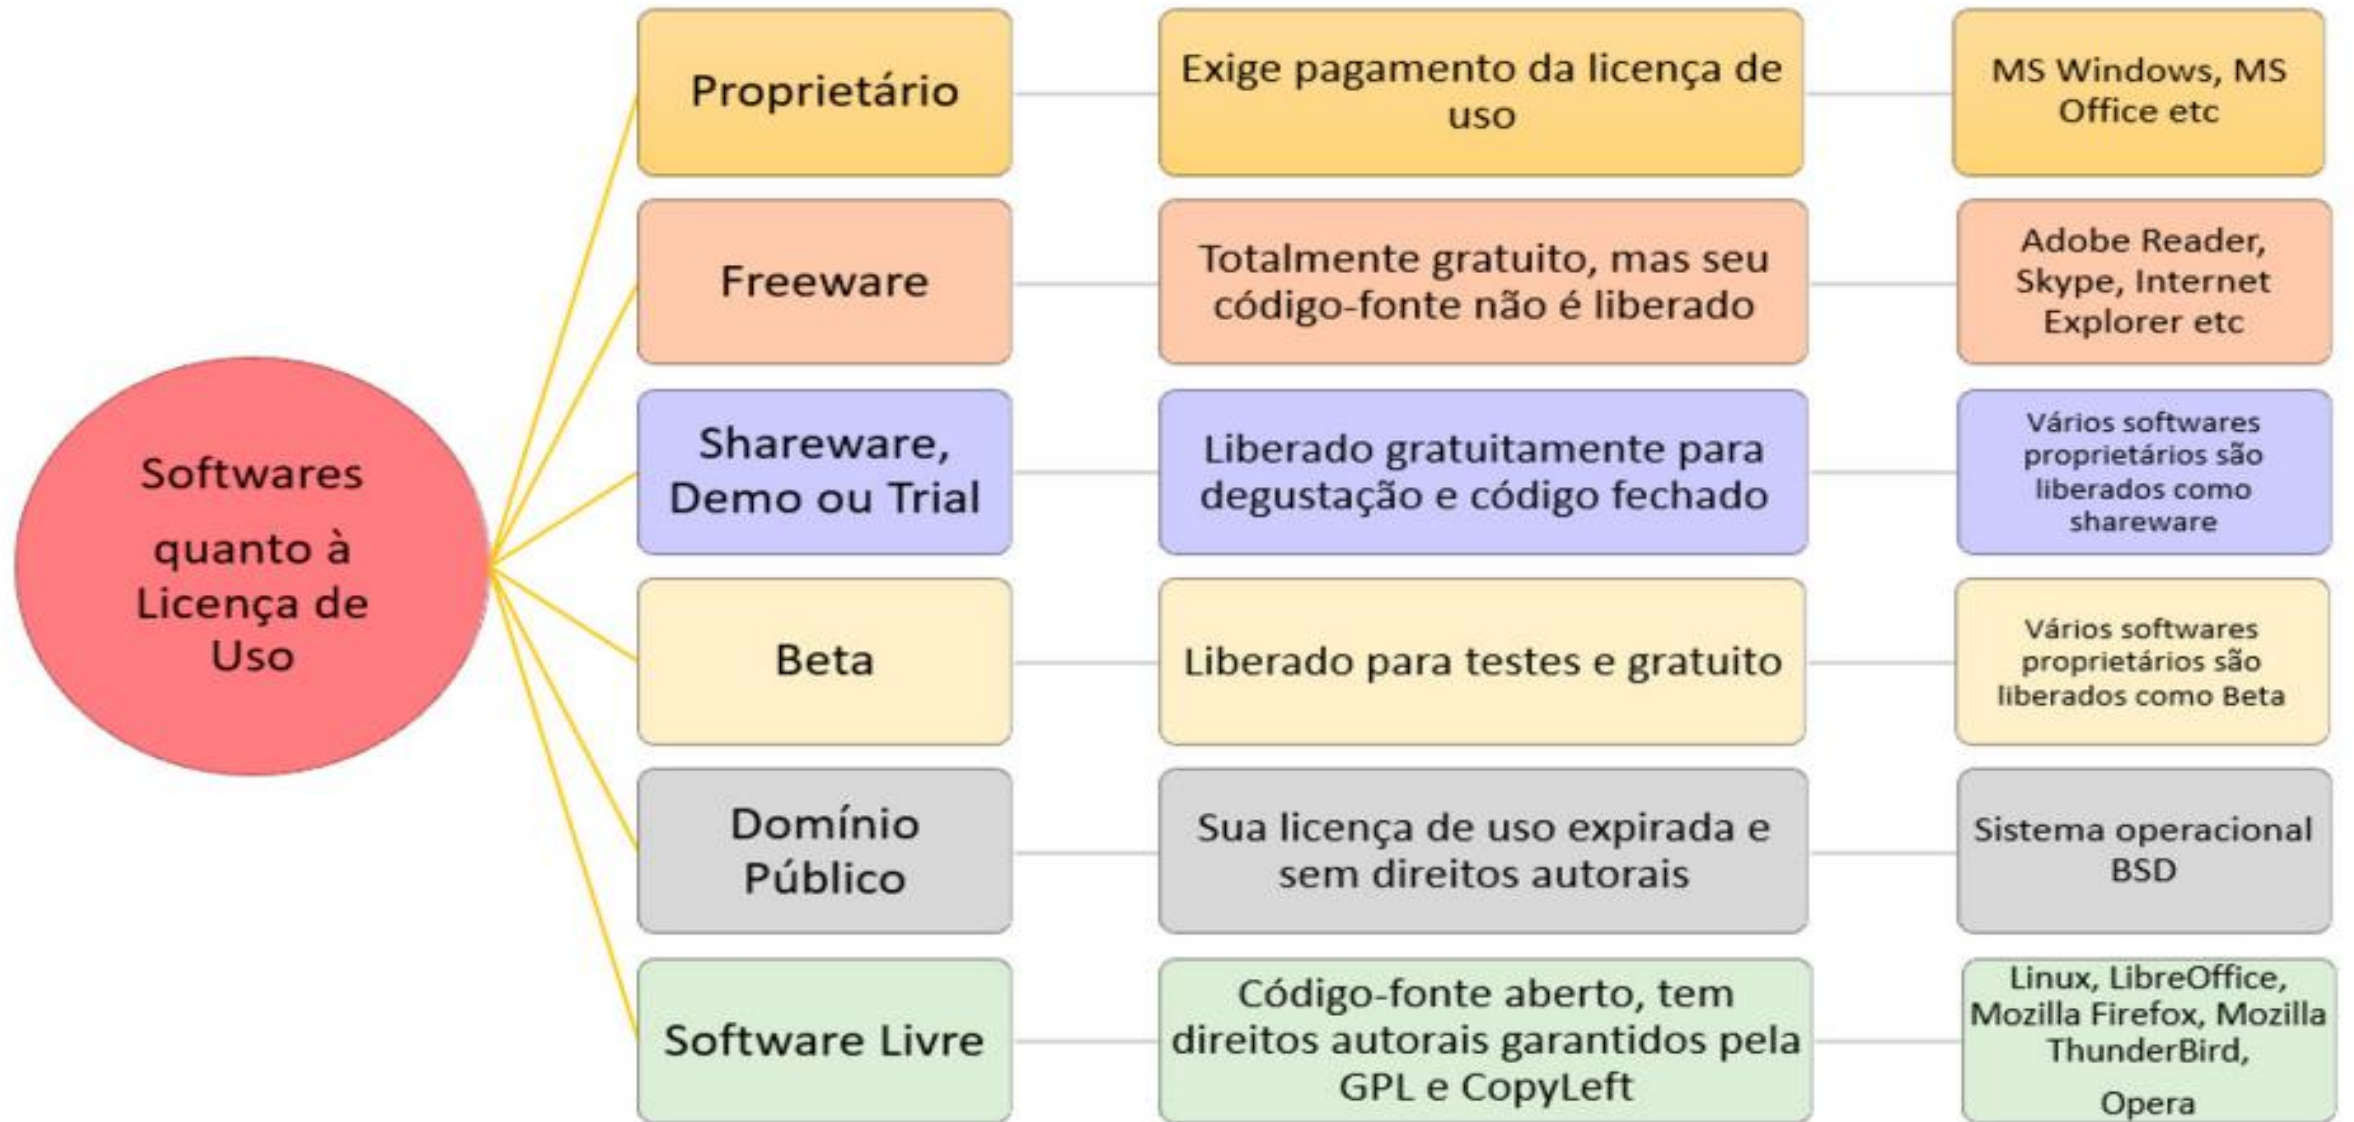 Softwares
quanto à
Licença de
Uso
Proprietário
Exige pagamento da licença de
uso
MS Windows, MS
Office etc
Freeware
Totalmente gratuito, mas seu
código-fonte não é liberado
Adobe Reader,
Skype, Internet
Explorer etc
Shareware,
Demo ou Trial
Liberado gratuitamente para
degustação e código fechado
Vários softwares
proprietários são
liberados como
shareware
Beta
Liberado para testes e gratuito
Vários softwares
proprietários são
liberados como Beta
Domínio
Público
Sua licença de uso expirada e
sem direitos autorais
Sistema operacional
BSD
Software Livre
Código-fonte aberto, tem
direitos autorais garantidos pela
GPL e CopyLeft
Linux, LibreOffice,
Mozilla Firefox, Mozilla
ThunderBird,
Opera